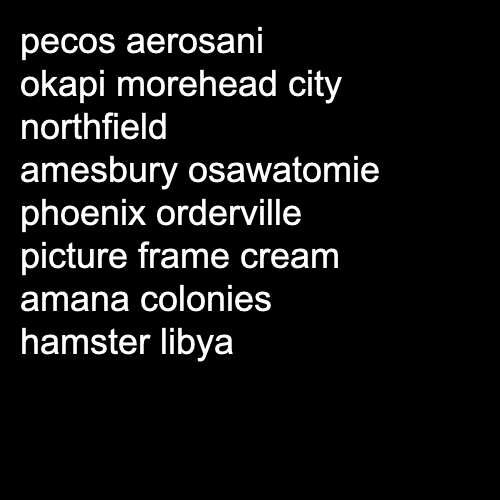 pecos aerosani
okapi morehead city
northfield
amesbury osawatomie
phoenix orderville
picture frame cream
amana colonies
hamster libya